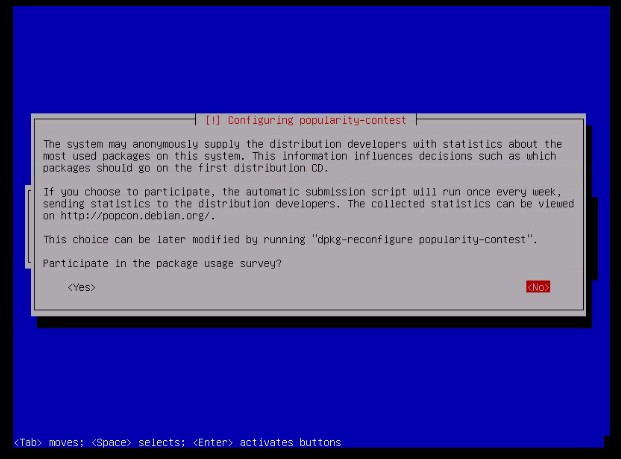 [!] Configuring popularity-contest
The system may anonymously supply the distribution developers with statistics about the
most used packages on this system. This information influences decisions such as which
packages should go on the first distribution CD.
If you choose to participate, the automatic submission script will run once every week,
sending statistics to the distribution developers. The collected statistics can be viewed
on http://popcon.debian.org/.
This choice can be later modified by running "dpkg-reconfigure popularity-contest".
Participate in the package usage survey?
<Yes> <No>
<Tab> moves; <Space> selects; <Enter> activates buttons